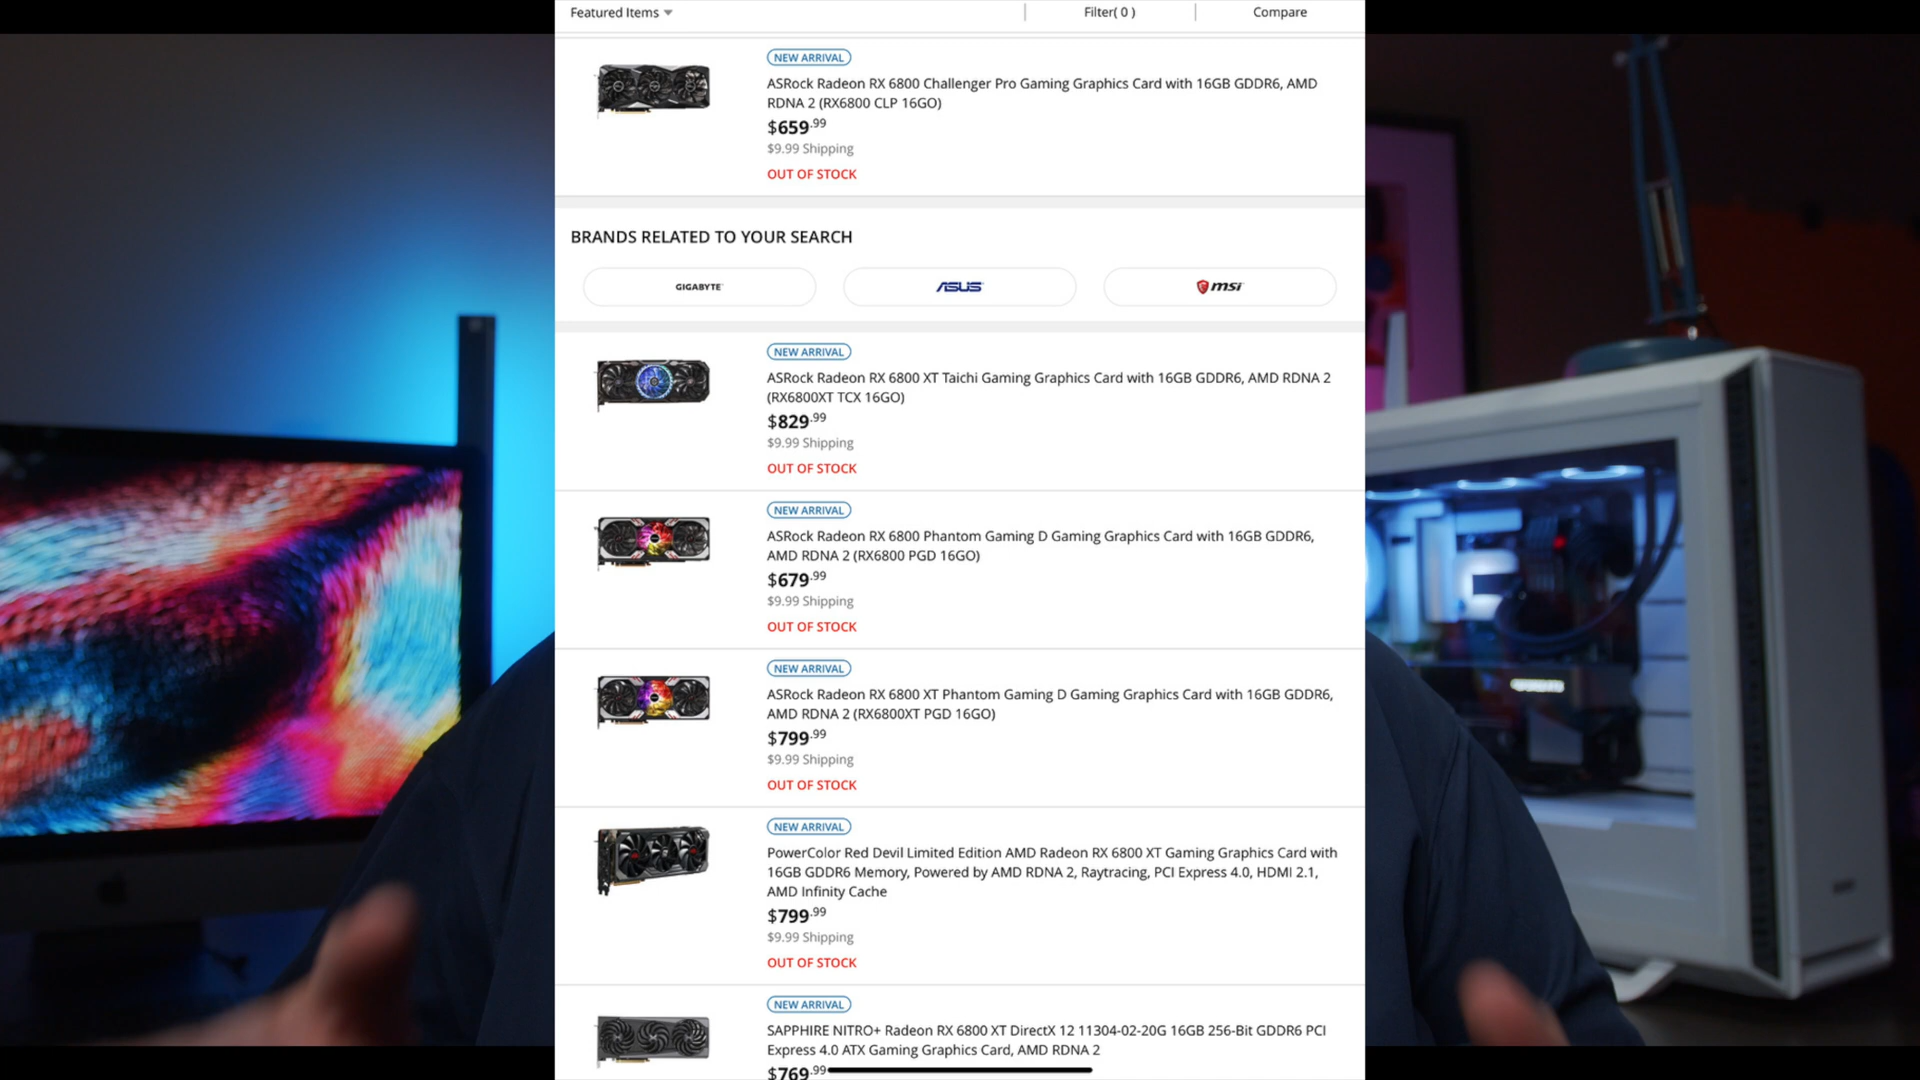 Featured Items
Filter( 0 )
Compare
NEW ARRIVAL
ASRock Radeon RX 6800 Challenger Pro Gaming Graphics Card with 16GB GDDR6, AMD
RDNA 2 (RX6800 CLP 16GO)
$659.99
$9.99 Shipping
OUT OF STOCK
BRANDS RELATED TO YOUR SEARCH
GIGABYTE
ASUS
msi
NEW ARRIVAL
ASRock Radeon RX 6800 XT Taichi Gaming Graphics Card with 16GB GDDR6, AMD RDNA 2
(RX6800XT TCX 16GO)
$829.99
$9.99 Shipping
OUT OF STOCK
NEW ARRIVAL
ASRock Radeon RX 6800 Phantom Gaming D Gaming Graphics Card with 16GB GDDR6,
AMD RDNA 2 (RX6800 PGD 16GO)
$679.99
$9.99 Shipping
OUT OF STOCK
NEW ARRIVAL
ASRock Radeon RX 6800 XT Phantom Gaming D Gaming Graphics Card with 16GB GDDR6,
AMD RDNA 2 (RX6800XT PGD 16GO)
$799.99
$9.99 Shipping
OUT OF STOCK
NEW ARRIVAL
PowerColor Red Devil Limited Edition AMD Radeon RX 6800 XT Gaming Graphics Card with
16GB GDDR6 Memory, Powered by AMD RDNA 2, Raytracing, PCI Express 4.0, HDMI 2.1,
AMD Infinity Cache
$799.99
$9.99 Shipping
OUT OF STOCK
NEW ARRIVAL
SAPPHIRE NITRO+ Radeon RX 6800 XT DirectX 12 11304-02-20G 16GB 256-Bit GDDR6 PCI
Express 4.0 ATX Gaming Graphics Card, AMD RDNA 2
$769.99